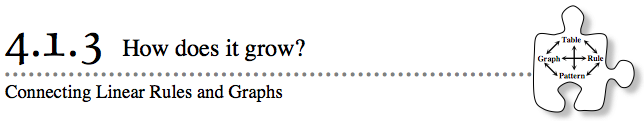 4.1.3 How does it grow?
Connecting Linear Rules and Graphs
Table
Graph Rule
Pattern